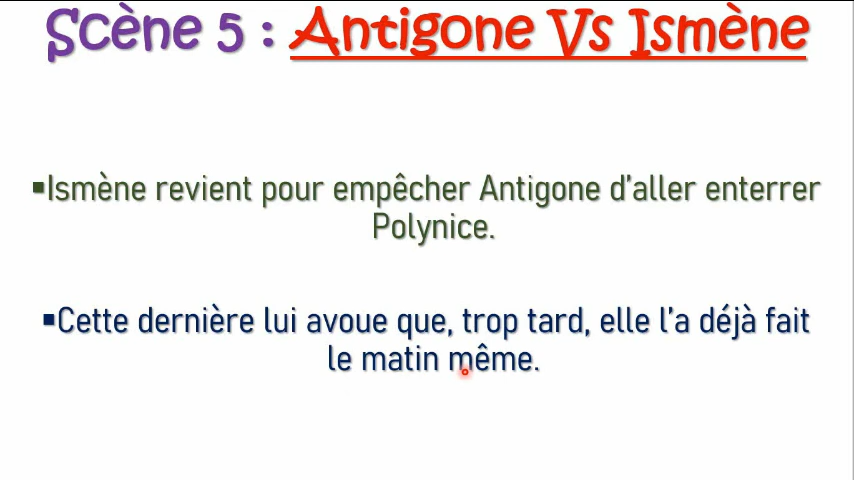 Scène 5 : Antigone Vs Ismène
▪Ismène revient pour empêcher Antigone d'aller enterrer
Polynice.
▪Cette dernière lui avoue que, trop tard, elle l'a déjà fait
le matin même.